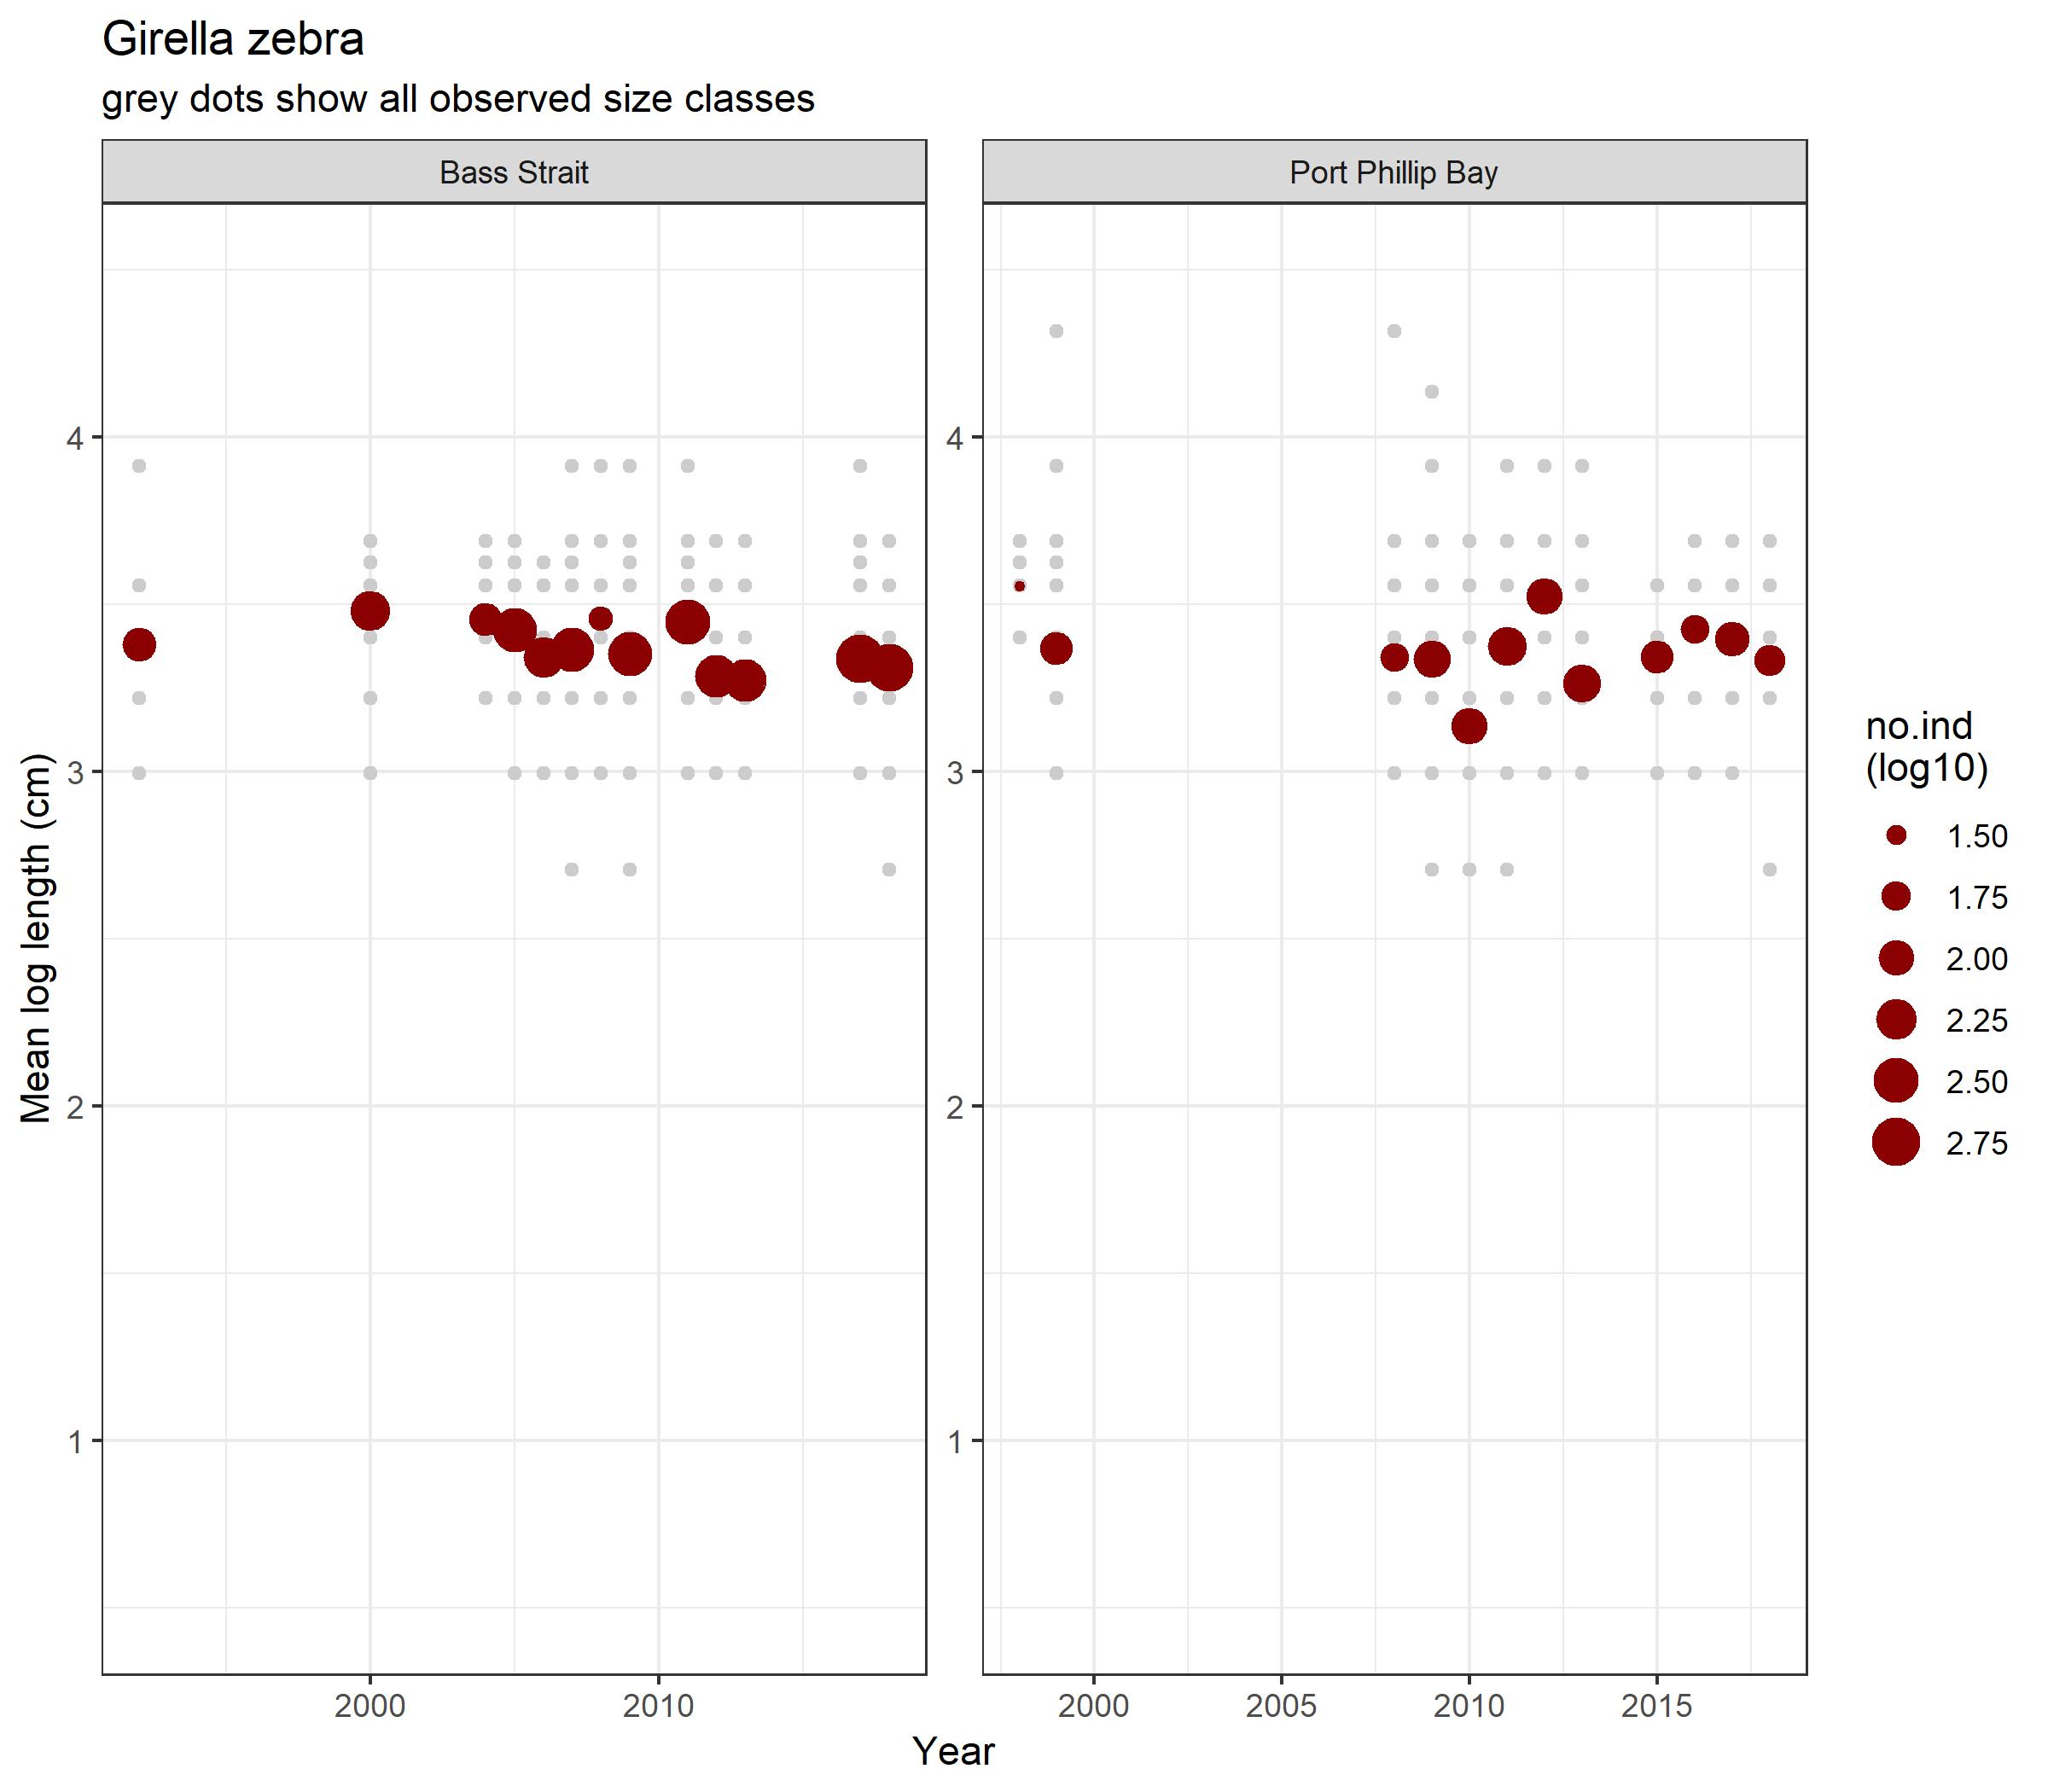 Girella zebra
grey dots show all observed size classes
Bass Strait
Port Phillip Bay
Mean log length (cm)
4
3
2
1
4
3
2
1
2000
2010
2000
2005
2010
2015
Year
no.ind
(log10)
1.50
1.75
2.00
2.25
2.50
2.75